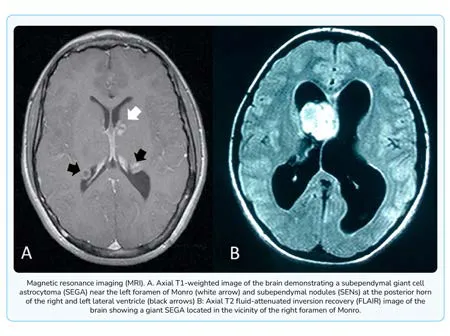 A
B
Magnetic resonance imaging (MRI). A. Axial T1-weighted image of the brain demonstrating a subependymal giant cell
astrocytoma (SEGA) near the left foramen of Monro (white arrow) and subependymal nodules (SENs) at the posterior horn
of the right and left lateral ventricle (black arrows) B: Axial T2 fluid-attenuated inversion recovery (FLAIR) image of the
brain showing a giant SEGA located in the vicinity of the right foramen of Monro.